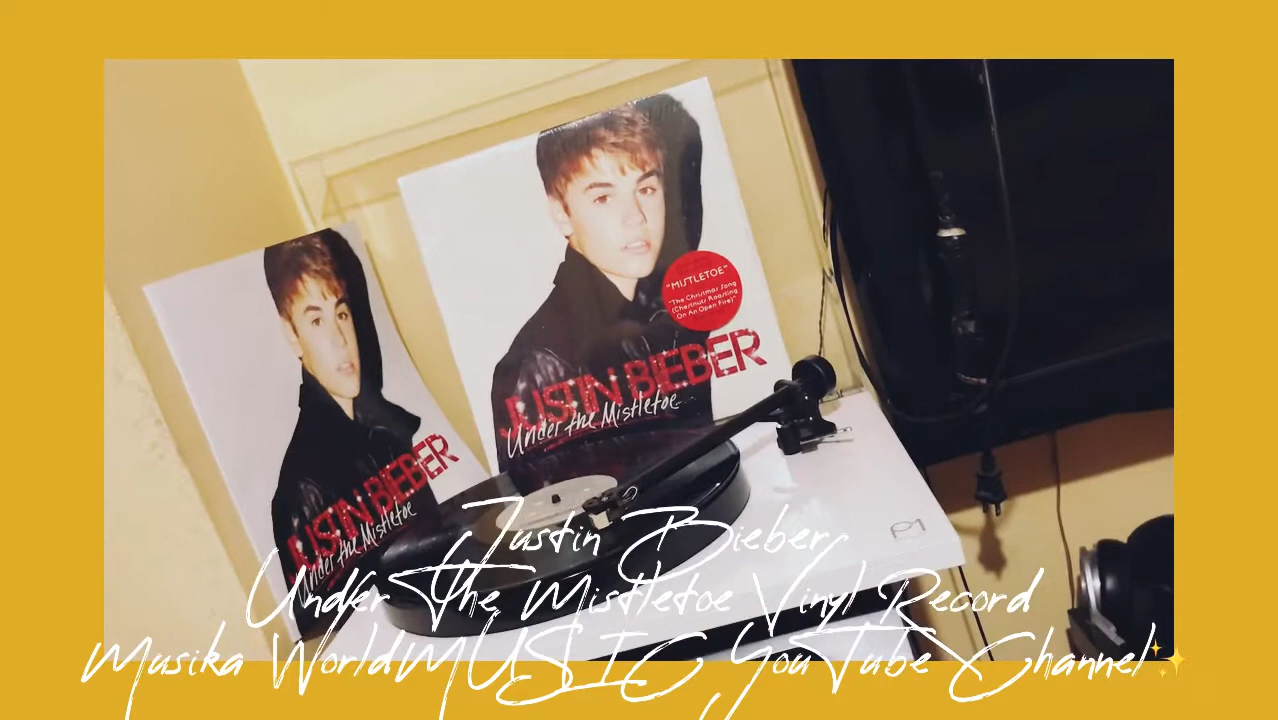 "MISTLETOE"
"The Christmas Song
(Chestnuts Roasting
On An Open Fire)"
JUSTIN BIEBER
Under the Mistletoe
JUSTIN BIEBER
Under the Mistletoe
P1
Justin Bieber
Under The Mistletoe Vinyl Record
Musika WorldMUSIC YouTube Channel✨